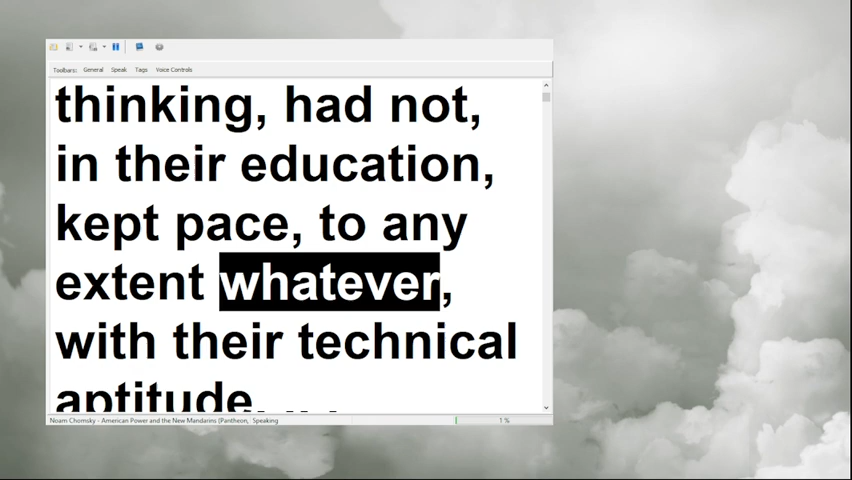 Toolbars: General Speak Tags Voice Controls
thinking, had not,
in their education,
kept pace, to any
extent whatever,
with their technical
aptitude.
Noam Chomsky - American Power and the New Mandarins (Pantheon, Speaking 1 %